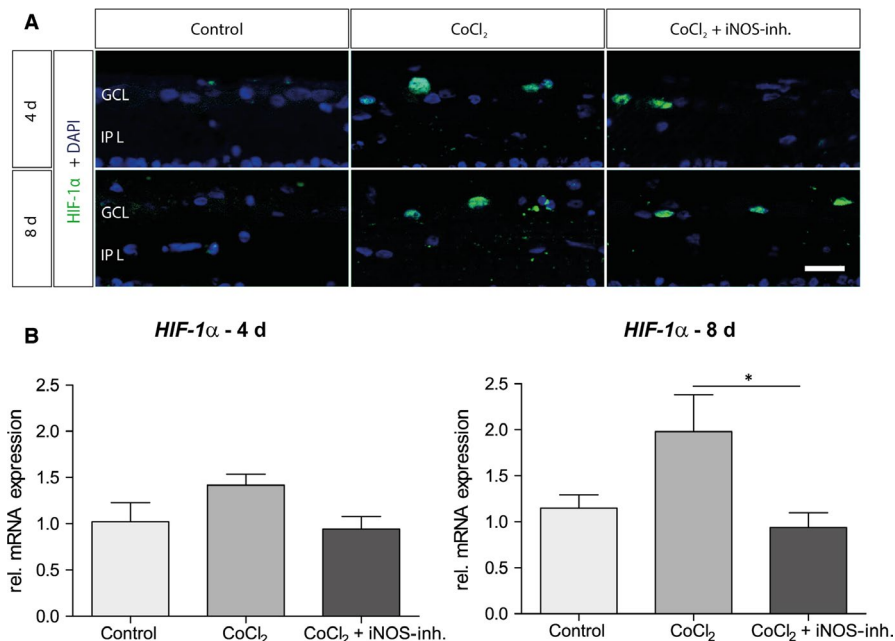 A
Control
CoCl₂
CoCl₂ + iNOS-inh.
4 d
8 d
HIF-1α + DAPI
GCL
IP L
GCL
IP L
B
HIF-1α - 4 d
rel. mRNA expression
2.5
2.0
1.5
1.0
0.5
0.0
Control
CoCl₂
CoCl₂ + iNOS-inh.
HIF-1α - 8 d
rel. mRNA expression
2.5
2.0
1.5
1.0
0.5
0.0
*
Control
CoCl₂
CoCl₂ + iNOS-inh.